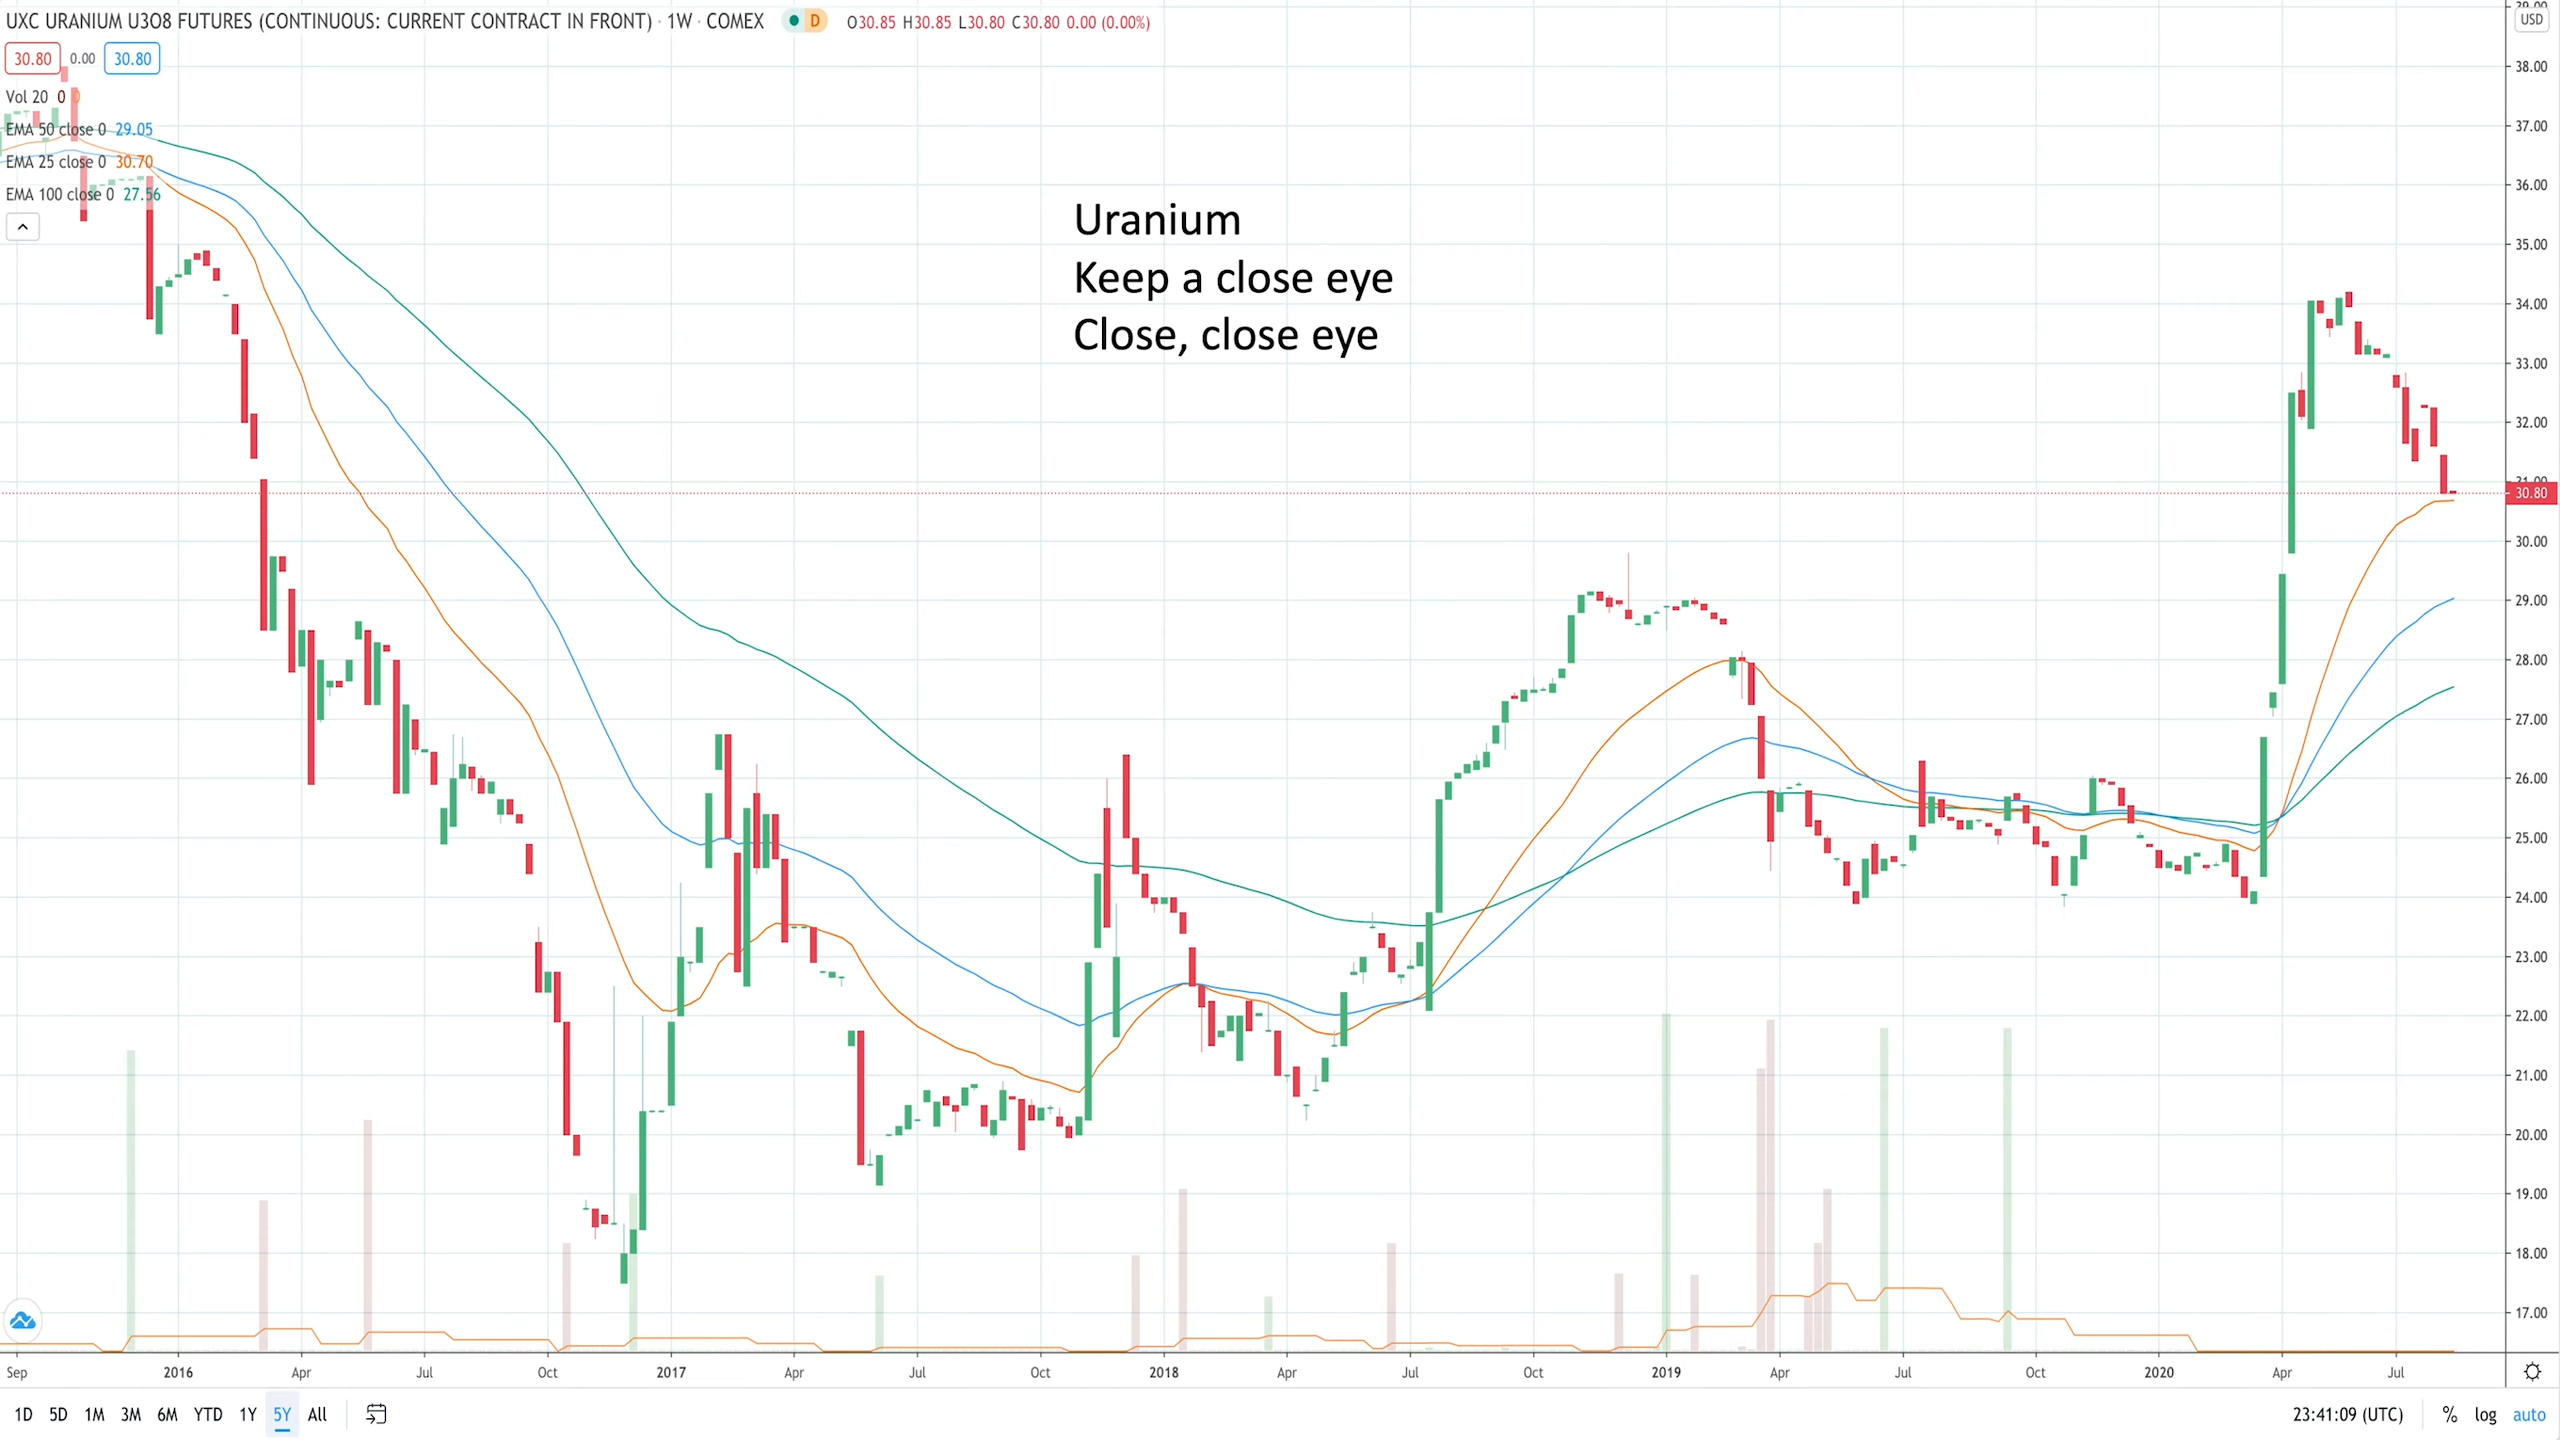 UXC URANIUM U3O8 FUTURES (CONTINUOUS: CURRENT CONTRACT IN FRONT) · 1W · COMEX D O30.85 H30.85 L30.80 C30.80 0.00 (0.00%)
30.80 0.00 30.80
Vol 20 0 0
EMA 50 close 0 29.05
EMA 25 close 0 30.70
EMA 100 close 0 27.56
Uranium
Keep a close eye
Close, close eye
39.00
USD
38.00
37.00
36.00
35.00
34.00
33.00
32.00
31.00
30.80
30.00
29.00
28.00
27.00
26.00
25.00
24.00
23.00
22.00
21.00
20.00
19.00
18.00
17.00
Sep 2016 Apr Jul Oct 2017 Apr Jul Oct 2018 Apr Jul Oct 2019 Apr Jul Oct 2020 Apr Jul
1D 5D 1M 3M 6M YTD 1Y 5Y All 23:41:09 (UTC) % log auto